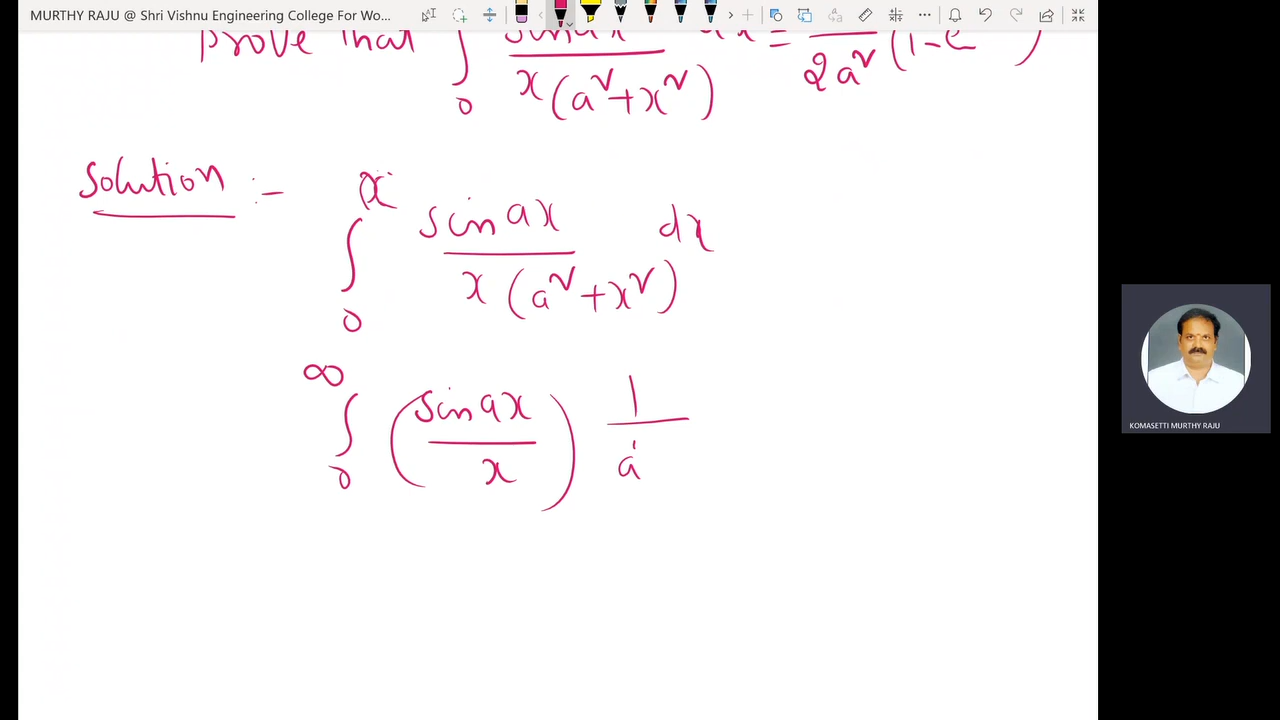 MURTHY RAJU @ Shri Vishnu Engineering College For Wo...
prove that ∫₀ sin ax / x(a²+x²) dx = / 2a² (1-e )
Solution :-
∫₀^∞ sin ax / x(a²+x²) dx
∫₀^∞ (sin ax / x) 1/a
KOMASETTI MURTHY RAJU